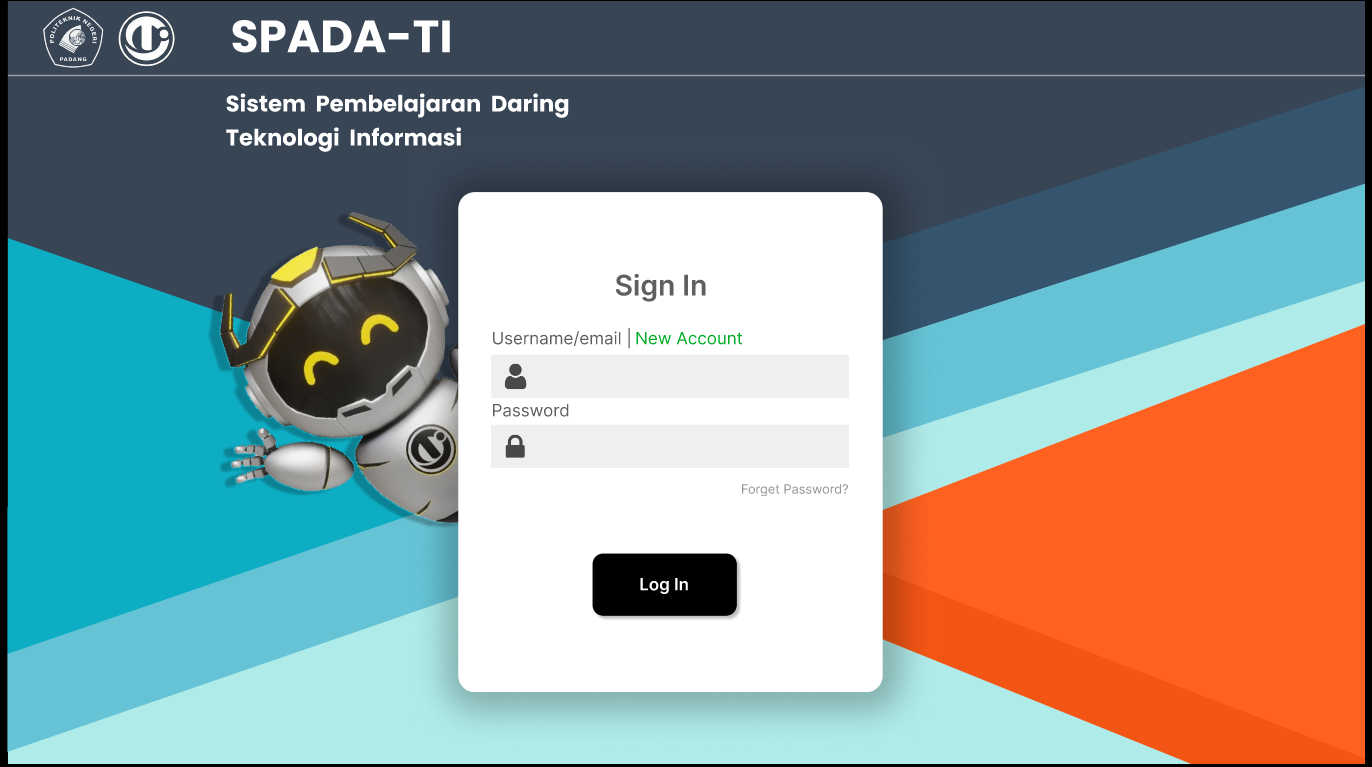 POLITEKNIK NEGERI
PADANG
SPADA-TI
Sistem Pembelajaran Daring
Teknologi Informasi
Sign In
Username/email | New Account
Password
Forget Password?
Log In